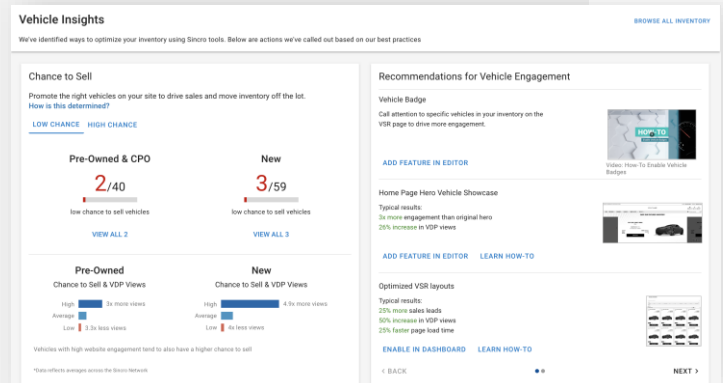 Vehicle Insights
BROWSE ALL INVENTORY
We've identified ways to optimize your inventory using Sincro tools. Below are actions we've called out based on our best practices
Chance to Sell
Promote the right vehicles on your site to drive sales and move inventory off the lot.
How is this determined?
LOW CHANCE HIGH CHANCE
Pre-Owned & CPO
2/40
low chance to sell vehicles
VIEW ALL 2
New
3/59
low chance to sell vehicles
VIEW ALL 3
Pre-Owned
Chance to Sell & VDP Views
High 3x more views
Average
Low 3.3x less views
New
Chance to Sell & VDP Views
High 4.9x more views
Average
Low 4x less views
Vehicles with high website engagement tend to also have a higher chance to sell
*Data reflects averages across the Sincro Network
Recommendations for Vehicle Engagement
Vehicle Badge
Call attention to specific vehicles in your inventory on the
VSR page to drive more engagement.
HOW-TO
Video: How-To Enable Vehicle
Badges
ADD FEATURE IN EDITOR
Home Page Hero Vehicle Showcase
Typical results:
3x more engagement than original hero
26% increase in VDP views
ADD FEATURE IN EDITOR LEARN HOW-TO
Optimized VSR layouts
Typical results:
25% more sales leads
50% increase in VDP views
25% faster page load time
ENABLE IN DASHBOARD LEARN HOW-TO
< BACK
NEXT >